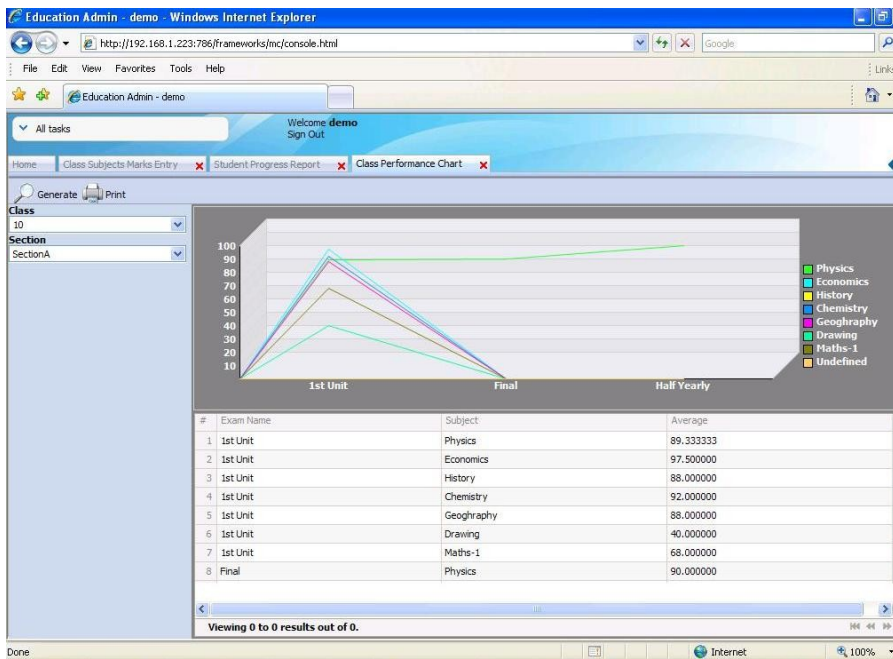 Education Admin - demo - Windows Internet Explorer
http://192.168.1.223:786/frameworks/mc/console.html
Google
File Edit View Favorites Tools Help
Links
Education Admin - demo
All tasks
Welcome demo
Sign Out
Home Class Subjects Marks Entry Student Progress Report Class Performance Chart
Generate Print
Class
10
Section
SectionA
100
90
80
70
60
50
40
30
20
10
1st Unit Final Half Yearly
Physics
Economics
History
Chemistry
Geoghraphy
Drawing
Maths-1
Undefined
# Exam Name Subject Average
1 1st Unit Physics 89.333333
2 1st Unit Economics 97.500000
3 1st Unit History 88.000000
4 1st Unit Chemistry 92.000000
5 1st Unit Geoghraphy 88.000000
6 1st Unit Drawing 40.000000
7 1st Unit Maths-1 68.000000
8 Final Physics 90.000000
Viewing 0 to 0 results out of 0.
Done Internet 100%